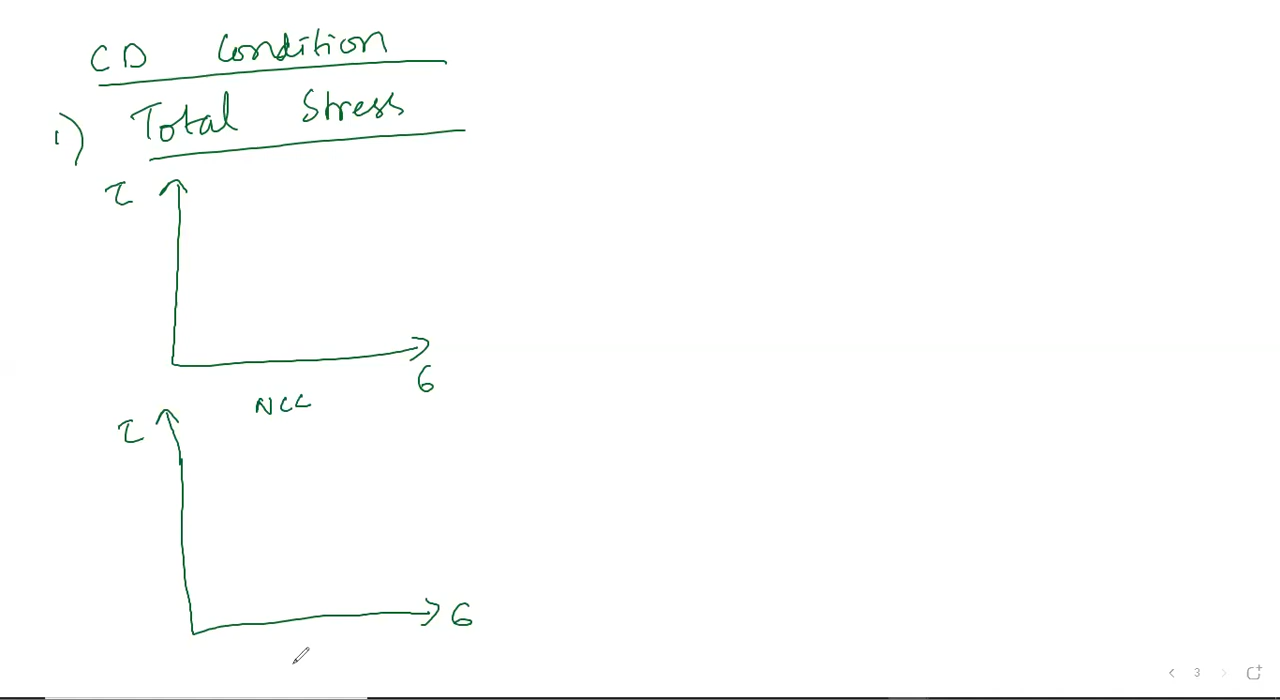 CD Condition
1) Total Stress
τ
σ
NCC
τ
σ
3